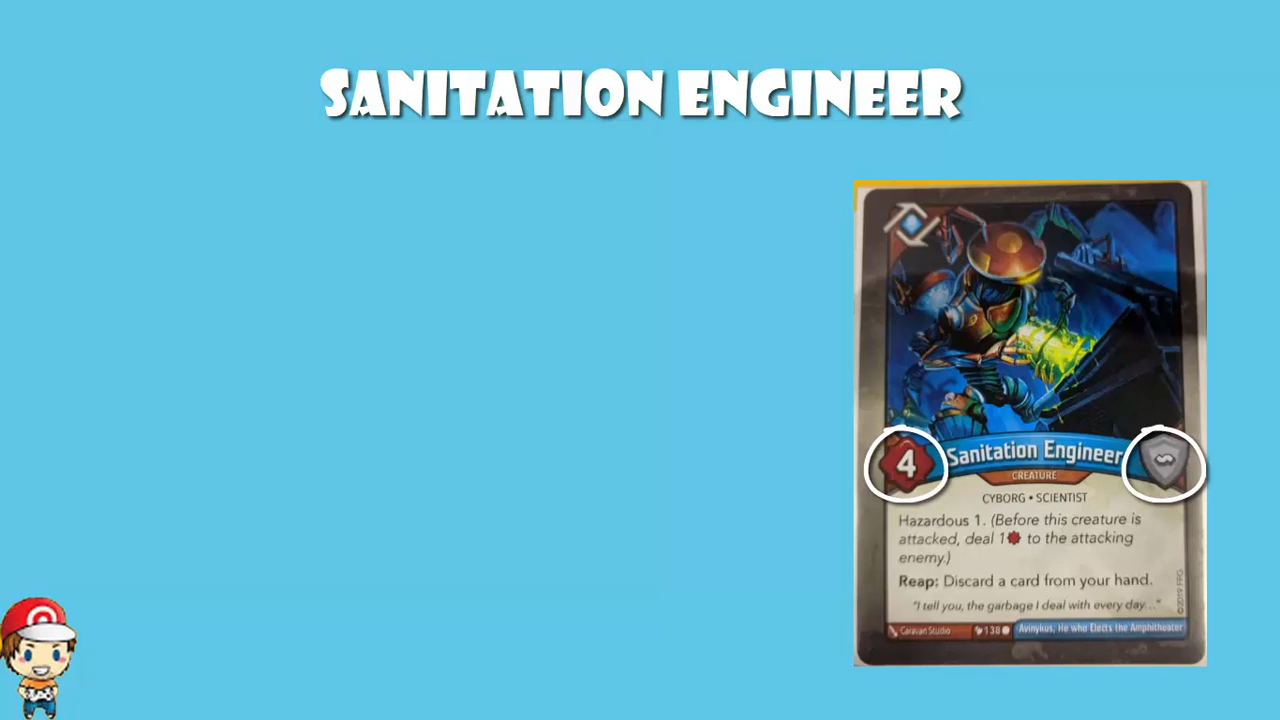 SANITATION ENGINEER
4
Sanitation Engineer
CREATURE
CYBORG • SCIENTIST
Hazardous 1. (Before this creature is
attacked, deal 1 to the attacking
enemy.)
Reap: Discard a card from your hand.
"I tell you, the garbage I deal with every day..."
©2019 FFG
Caravan Studio
138
Avinykus, He who Elects the Amphitheater